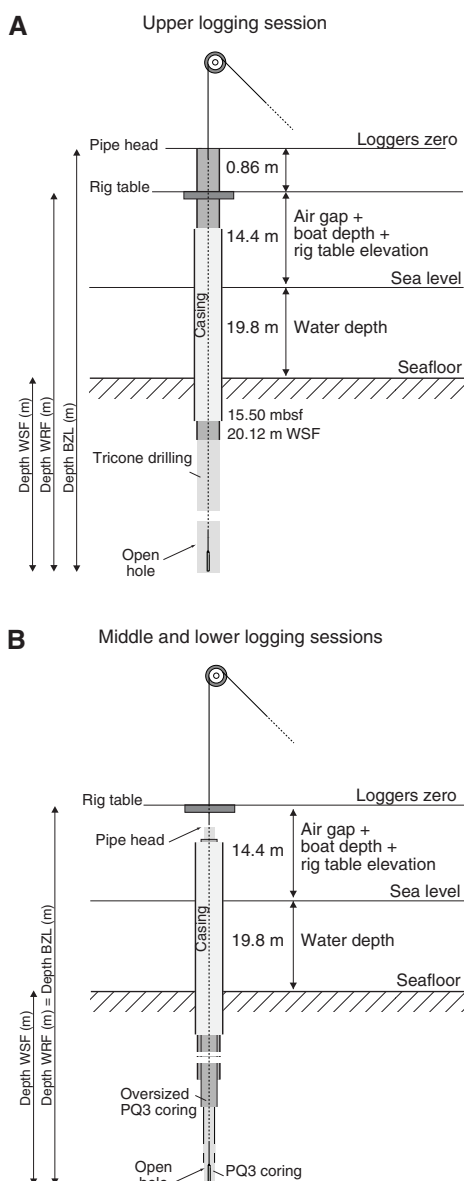 A
Upper logging session
Pipe head
Loggers zero
0.86 m
Rig table
Air gap +
boat depth +
rig table elevation
14.4 m
Sea level
Casing
19.8 m
Water depth
Seafloor
15.50 mbsf
20.12 m WSF
Tricone drilling
Depth WSF (m)
Depth WRF (m)
Depth BZL (m)
Open
hole
B
Middle and lower logging sessions
Rig table
Loggers zero
Air gap +
boat depth +
rig table elevation
Pipe head
14.4 m
Sea level
Casing
19.8 m
Water depth
Seafloor
Depth WSF (m)
Depth WRF (m) = Depth BZL (m)
Oversized
PQ3 coring
Open
hole
PQ3 coring